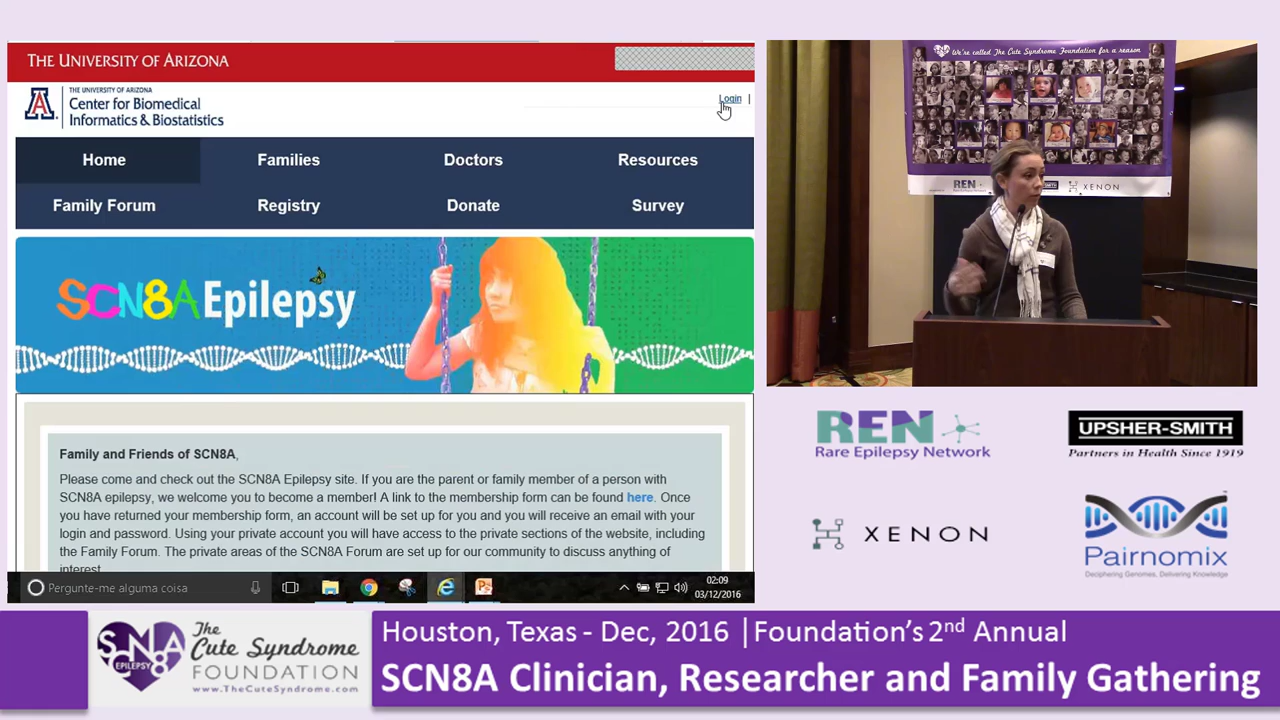 THE UNIVERSITY OF ARIZONA
THE UNIVERSITY OF ARIZONA
Center for Biomedical
Informatics & Biostatistics
Login |
Home
Families
Doctors
Resources
Family Forum
Registry
Donate
Survey
SCN8A Epilepsy
Family and Friends of SCN8A,
Please come and check out the SCN8A Epilepsy site. If you are the parent or family member of a person with
SCN8A epilepsy, we welcome you to become a member! A link to the membership form can be found here. Once
you have returned your membership form, an account will be set up for you and you will receive an email with your
login and password. Using your private account you will have access to the private sections of the website, including
the Family Forum. The private areas of the SCN8A Forum are set up for our community to discuss anything of
interest
Pergunte-me alguma coisa
02:09
03/12/2016
We're called The Cute Syndrome Foundation for a reason
REN
XENON
REN
Rare Epilepsy Network
UPSHER-SMITH
Partners in Health Since 1919
XENON
Pairnomix
Deciphering Genomes, Delivering Knowledge
SN8A
EPILEPSY
The
Cute Syndrome
FOUNDATION
www.TheCuteSyndrome.com
Houston, Texas - Dec, 2016 | Foundation's 2nd Annual
SCN8A Clinician, Researcher and Family Gathering